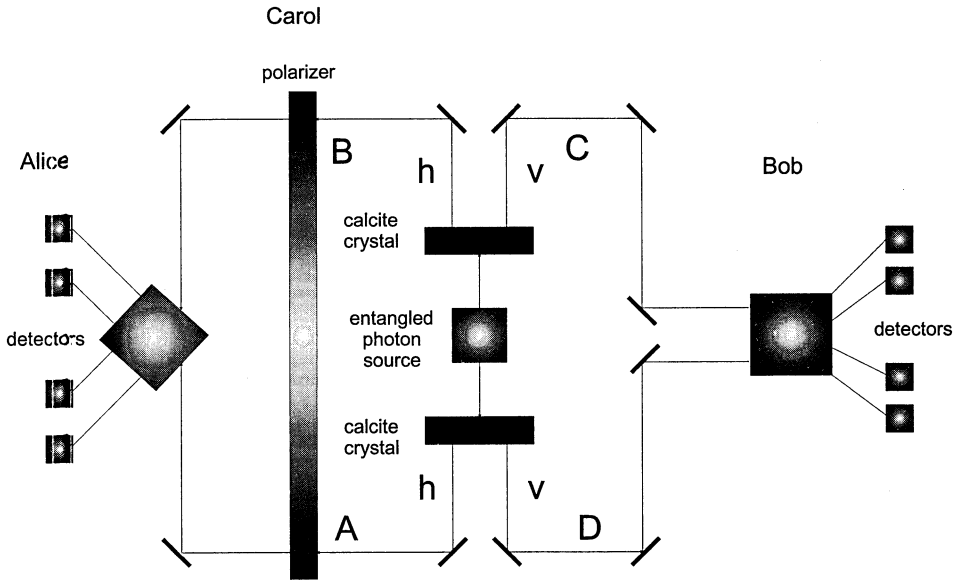 Carol
polarizer
B
C
Alice
h
v
Bob
calcite
crystal
entangled
photon
source
detectors
detectors
calcite
crystal
h
v
A
D